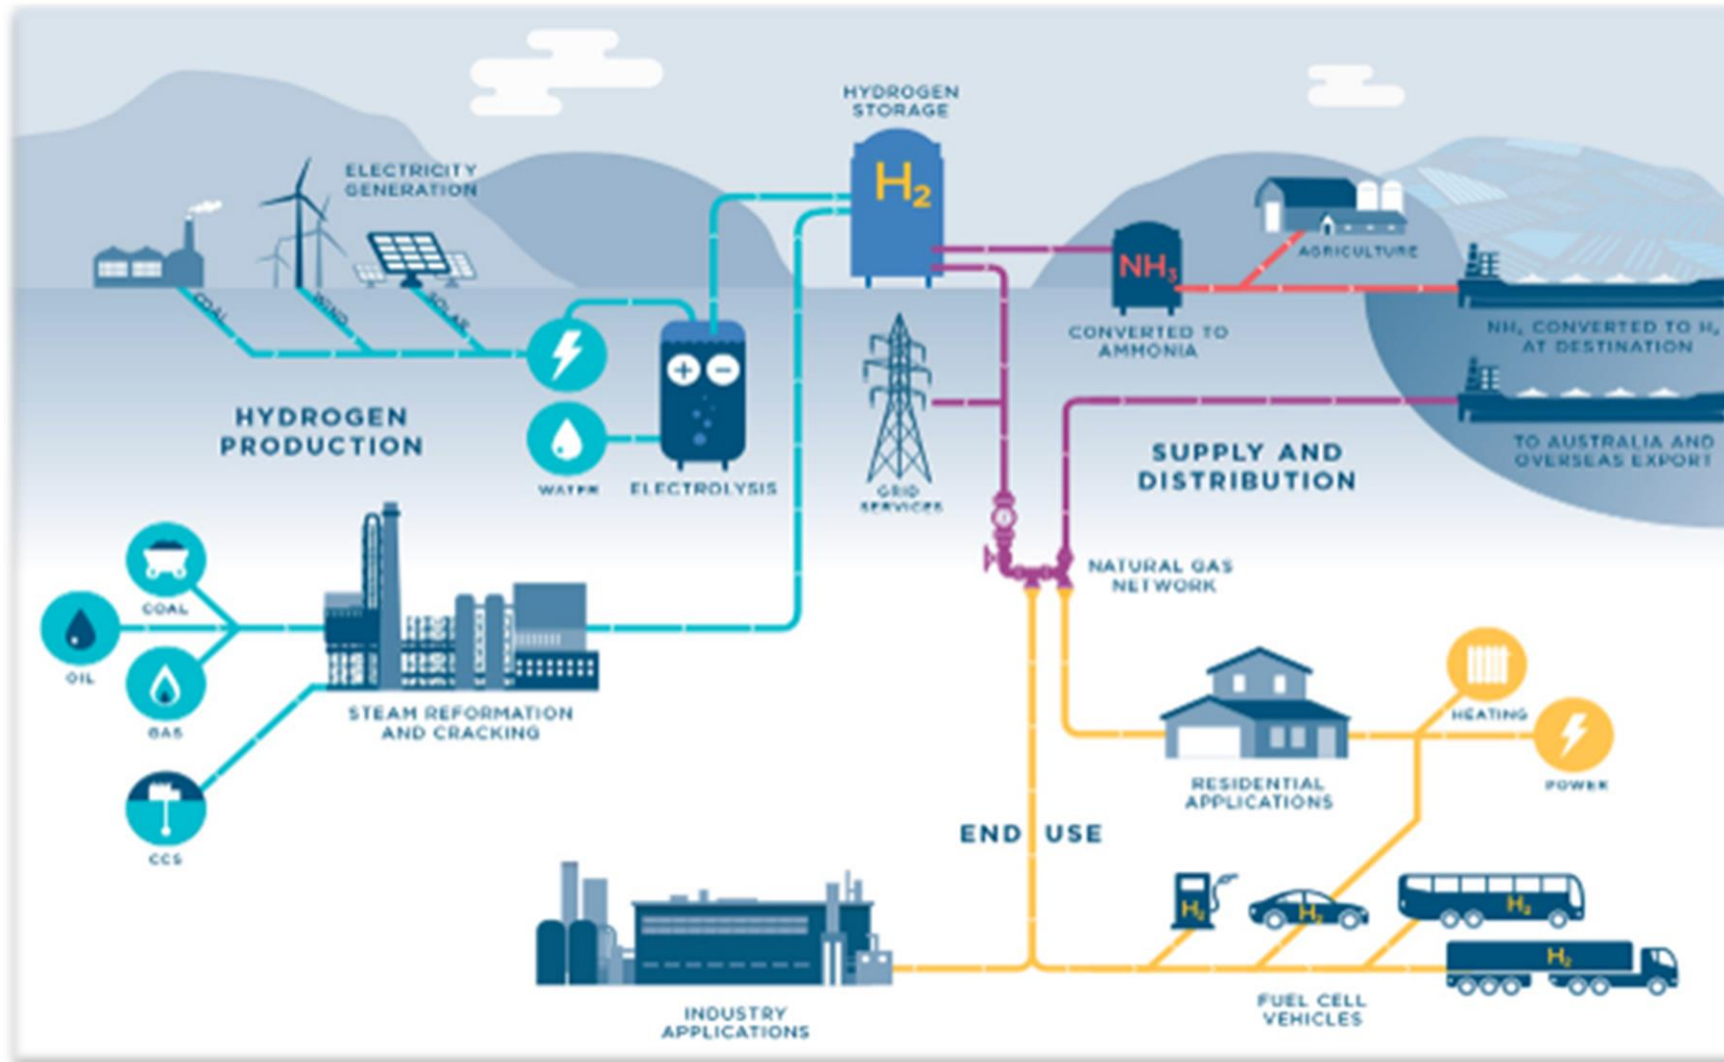 HYDROGEN
STORAGE
H2
ELECTRICITY
GENERATION
COAL
WIND
SOLAR
HYDROGEN
PRODUCTION
WATER
ELECTROLYSIS
GRID
SERVICES
NH3
CONVERTED TO
AMMONIA
AGRICULTURE
NH3 CONVERTED TO H2
AT DESTINATION
TO AUSTRALIA AND
OVERSEAS EXPORT
SUPPLY AND
DISTRIBUTION
NATURAL GAS
NETWORK
COAL
OIL
GAS
CCS
STEAM REFORMATION
AND CRACKING
HEATING
POWER
RESIDENTIAL
APPLICATIONS
END USE
H2
H2
H2
H2
FUEL CELL
VEHICLES
INDUSTRY
APPLICATIONS